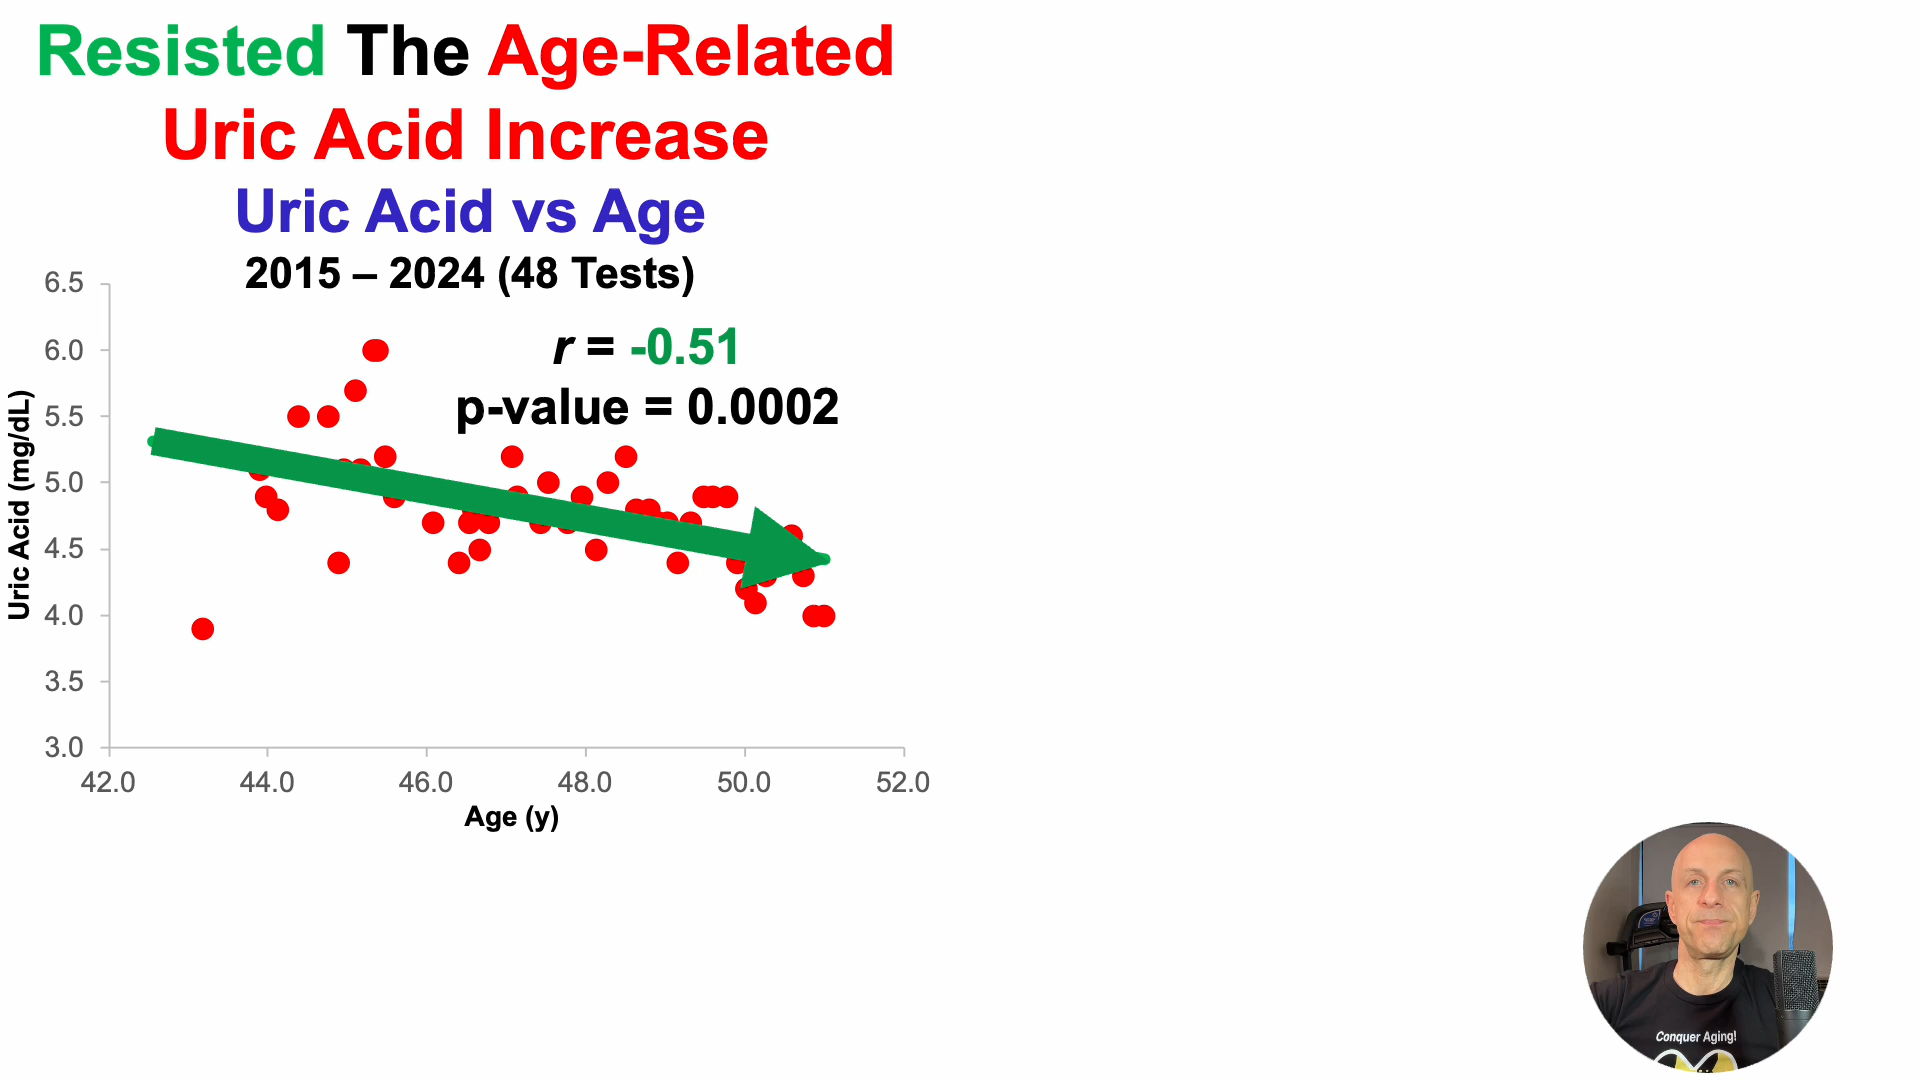 Resisted The Age-Related
Uric Acid Increase
Uric Acid vs Age
2015 – 2024 (48 Tests)
r = -0.51
p-value = 0.0002
Uric Acid (mg/dL)
6.5
6.0
5.5
5.0
4.5
4.0
3.5
3.0
42.0 44.0 46.0 48.0 50.0 52.0
Age (y)
Conquer Aging!